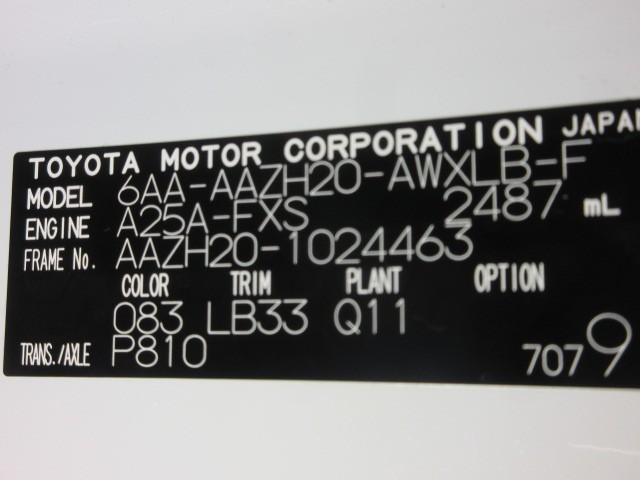 TOYOTA MOTOR CORPORATION JAPAN
MODEL 6AA-AAZH20-AWXLB-F
ENGINE A25A-FXS 2487 mL
FRAME No. AAZH20-1024463
COLOR TRIM PLANT OPTION
083 LB33 Q11
TRANS./AXLE P810 7079